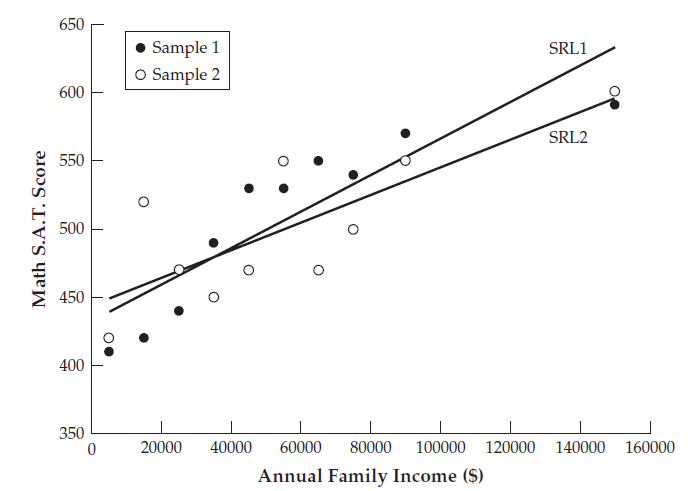 650
Sample 1
Sample 2
SRL1
600
SRL2
550
500
450
400
350
Math S.A.T. Score
0 20000 40000 60000 80000 100000 120000 140000 160000
Annual Family Income ($)